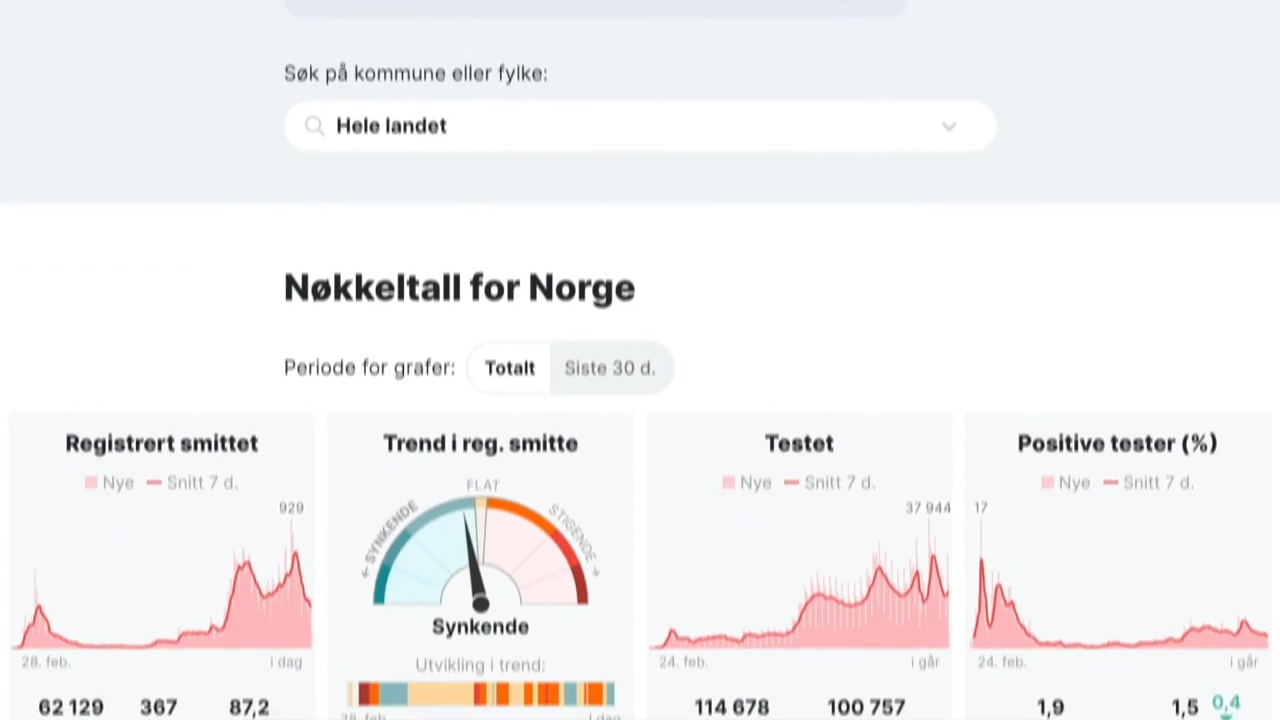 Søk på kommune eller fylke:
Hele landet
Nøkkeltall for Norge
Periode for grafer: Totalt Siste 30 d.
Registrert smittet
Nye Snitt 7 d.
929
28. feb. I dag
62 129 367 87,2
Trend i reg. smitte
FLAT
← SYNKENDE
STIGENDE →
Synkende
Utvikling i trend:
28. feb. I dag
Testet
Nye Snitt 7 d.
37 944
24. feb. I går
114 678 100 757
Positive tester (%)
Nye Snitt 7 d.
17
24. feb. I går
1,9 1,5 0,4